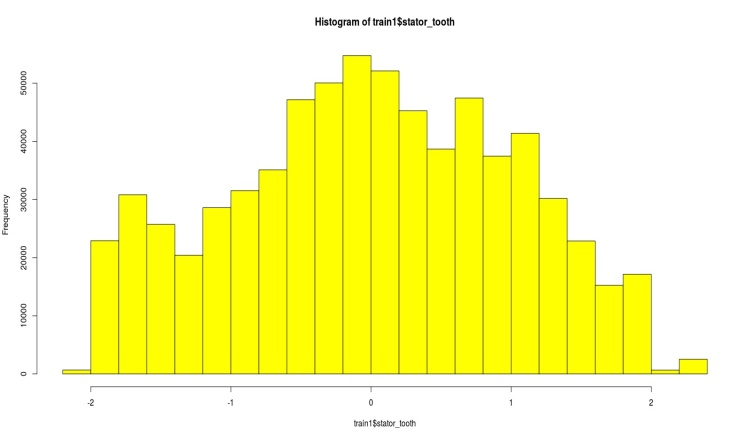 Histogram of train1$stator_tooth
Frequency
50000
40000
30000
20000
10000
0
-2 -1 0 1 2
train1$stator_tooth